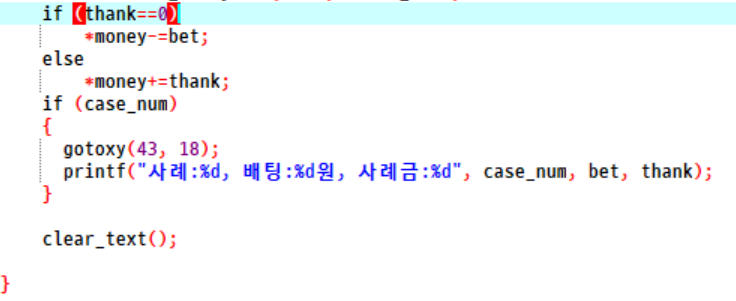 if (thank==0)
*money-=bet;
else
*money+=thank;
if (case_num)
{
gotoxy(43, 18);
printf("사례:%d, 배팅:%d원, 사례금:%d", case_num, bet, thank);
}
clear_text();
}